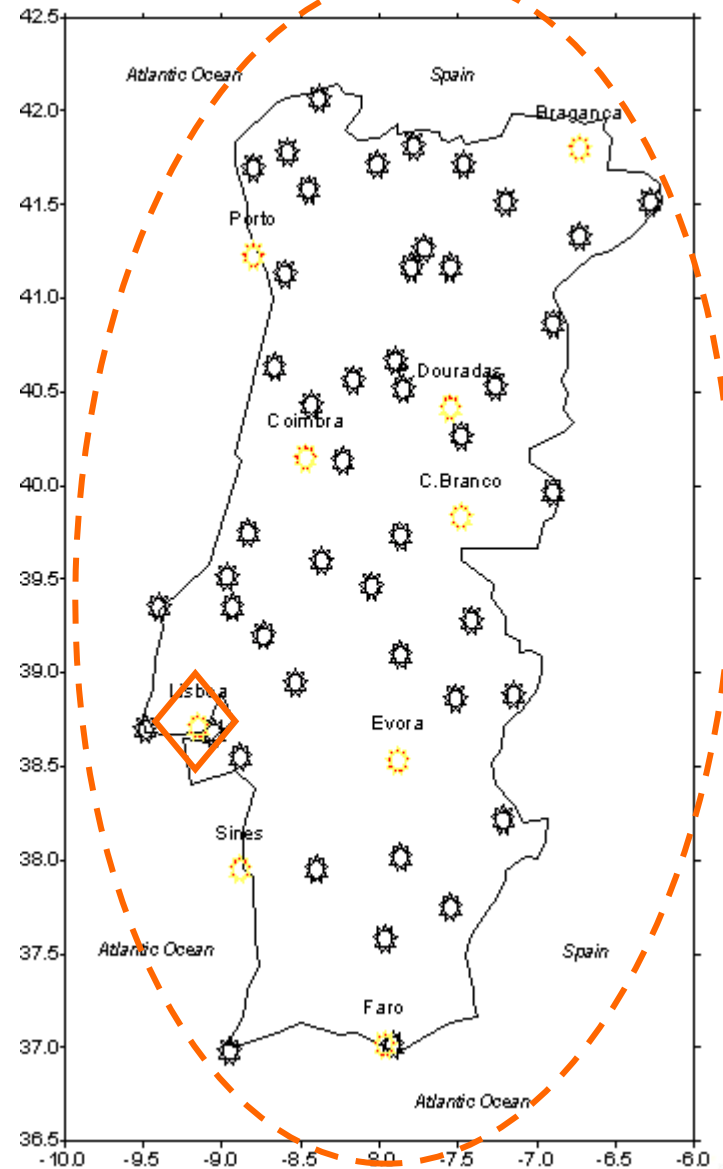 42.5
Atlantic Ocean Spain
42.0
Braganca
41.5
Porto
41.0
40.5
Douradas
Coimbra
40.0
C.Branco
39.5
39.0
Lisboa
Evora
38.5
Sines
38.0
37.5
Atlantic Ocean Spain
Faro
37.0
Atlantic Ocean
36.5
-10.0 -9.5 -9.0 -8.5 -8.0 -7.5 -7.0 -6.5 -6.0